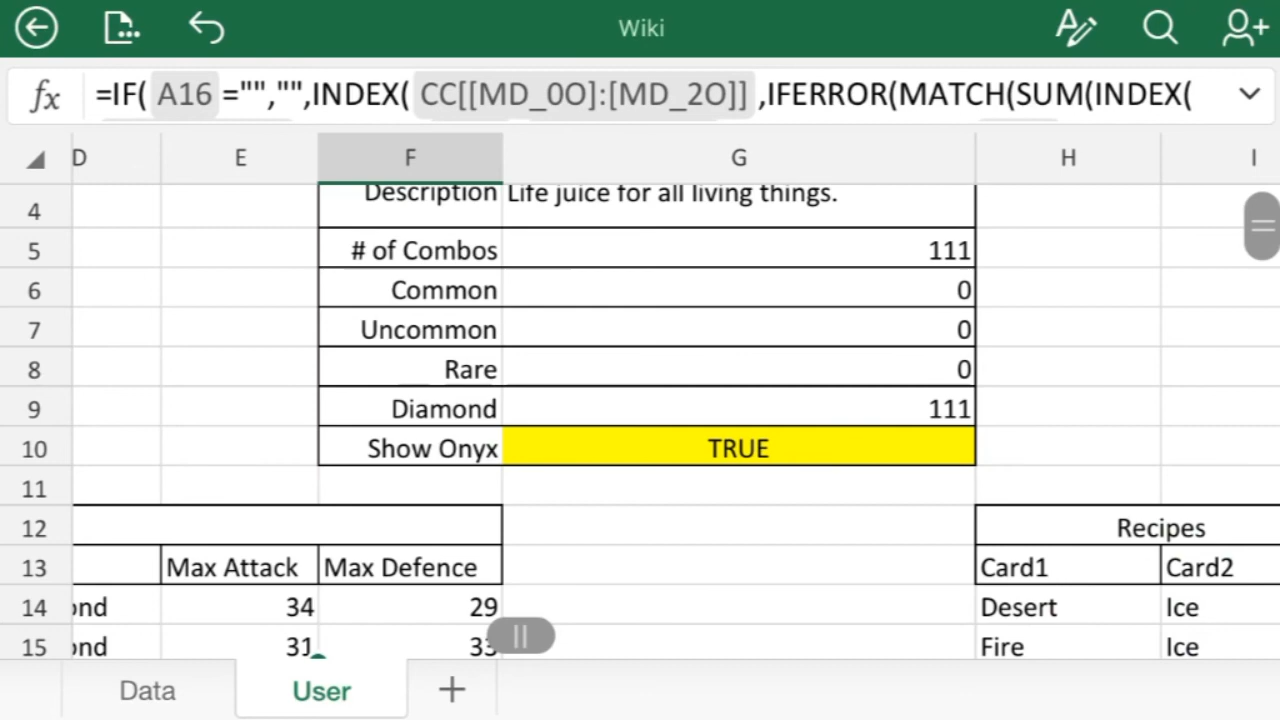 Wiki
fx =IF( A16 ="","",INDEX( CC[[MD_0O]:[MD_2O]] ,IFERROR(MATCH(SUM(INDEX(
D E F G H I
4 Description Life juice for all living things.
5 # of Combos 111
6 Common 0
7 Uncommon 0
8 Rare 0
9 Diamond 111
10 Show Onyx TRUE
11
12 Recipes
13 Max Attack Max Defence Card1 Card2
14 ond 34 29 Desert Ice
15 ond 31 33 Fire Ice
Data User +